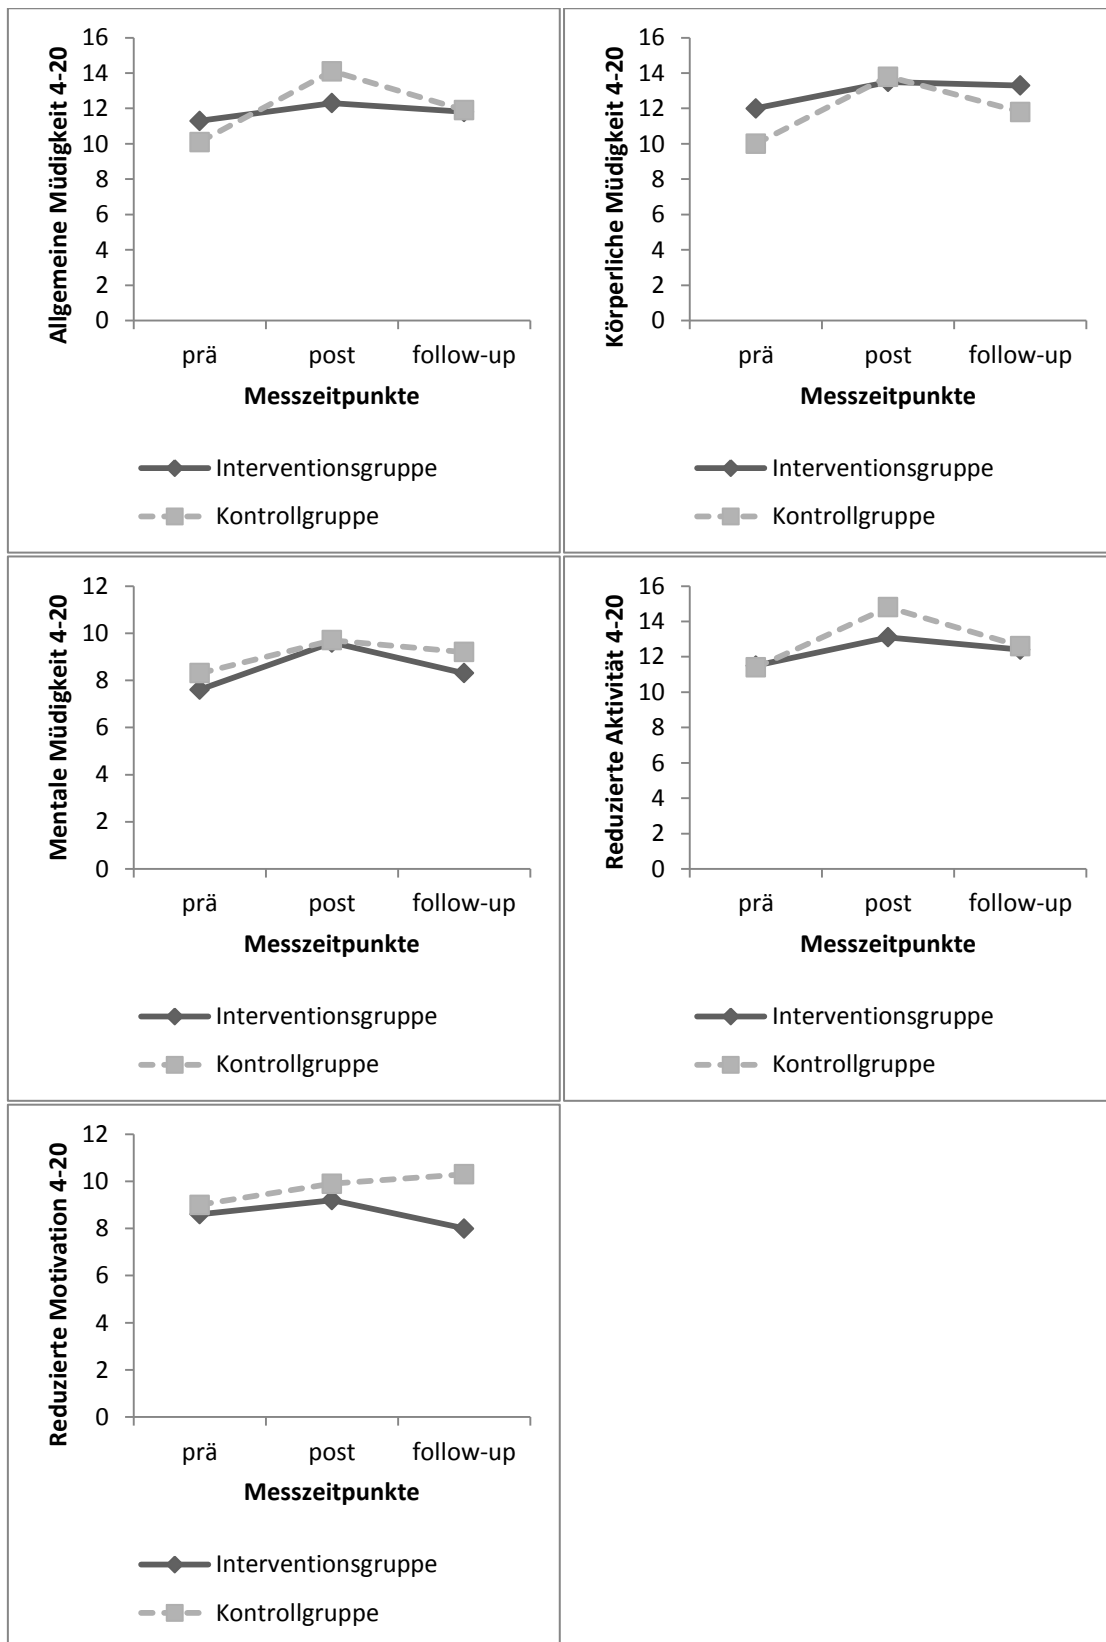 Allgemeine Müdigkeit 4-20
16
14
12
10
8
6
4
2
0
prä post follow-up
Messzeitpunkte
Interventionsgruppe
Kontrollgruppe
Körperliche Müdigkeit 4-20
16
14
12
10
8
6
4
2
0
prä post follow-up
Messzeitpunkte
Interventionsgruppe
Kontrollgruppe
Mentale Müdigkeit 4-20
12
10
8
6
4
2
0
prä post follow-up
Messzeitpunkte
Interventionsgruppe
Kontrollgruppe
Reduzierte Aktivität 4-20
16
14
12
10
8
6
4
2
0
prä post follow-up
Messzeitpunkte
Interventionsgruppe
Kontrollgruppe
Reduzierte Motivation 4-20
12
10
8
6
4
2
0
prä post follow-up
Messzeitpunkte
Interventionsgruppe
Kontrollgruppe